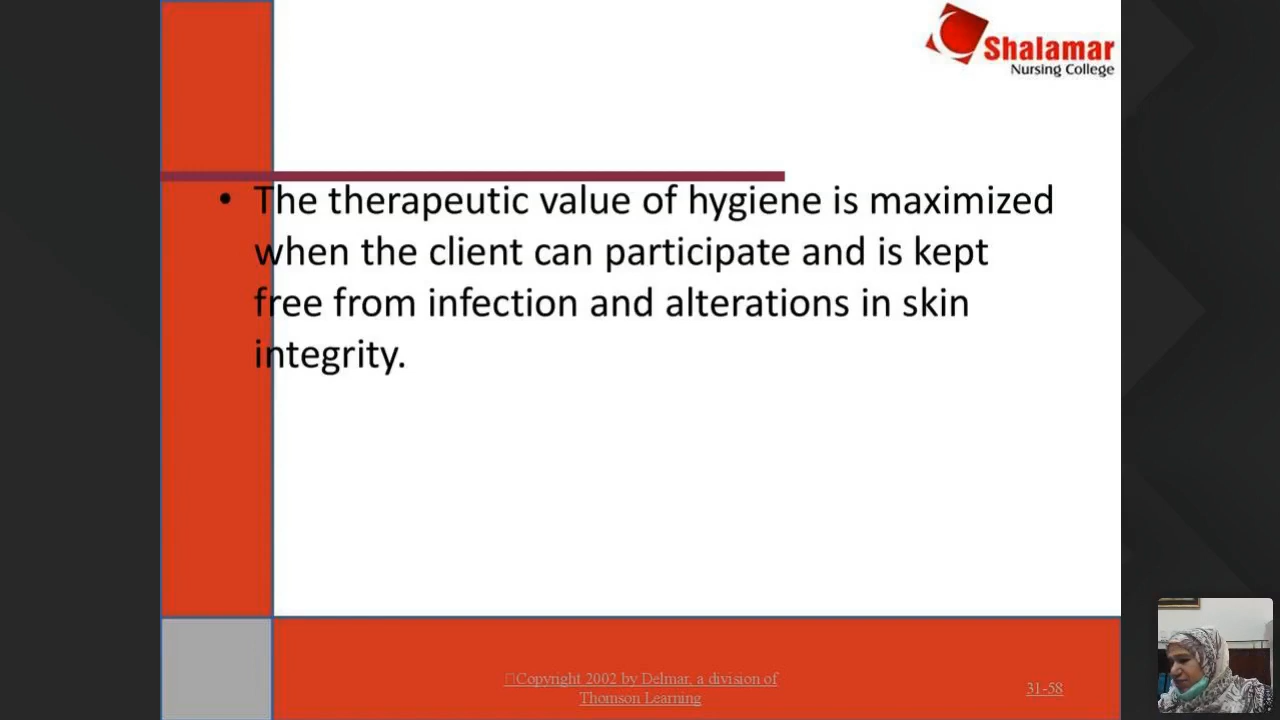 Shalamar
Nursing College
• The therapeutic value of hygiene is maximized
when the client can participate and is kept
free from infection and alterations in skin
integrity.
Copyright 2002 by Delmar, a division of
Thomson Learning
31-58